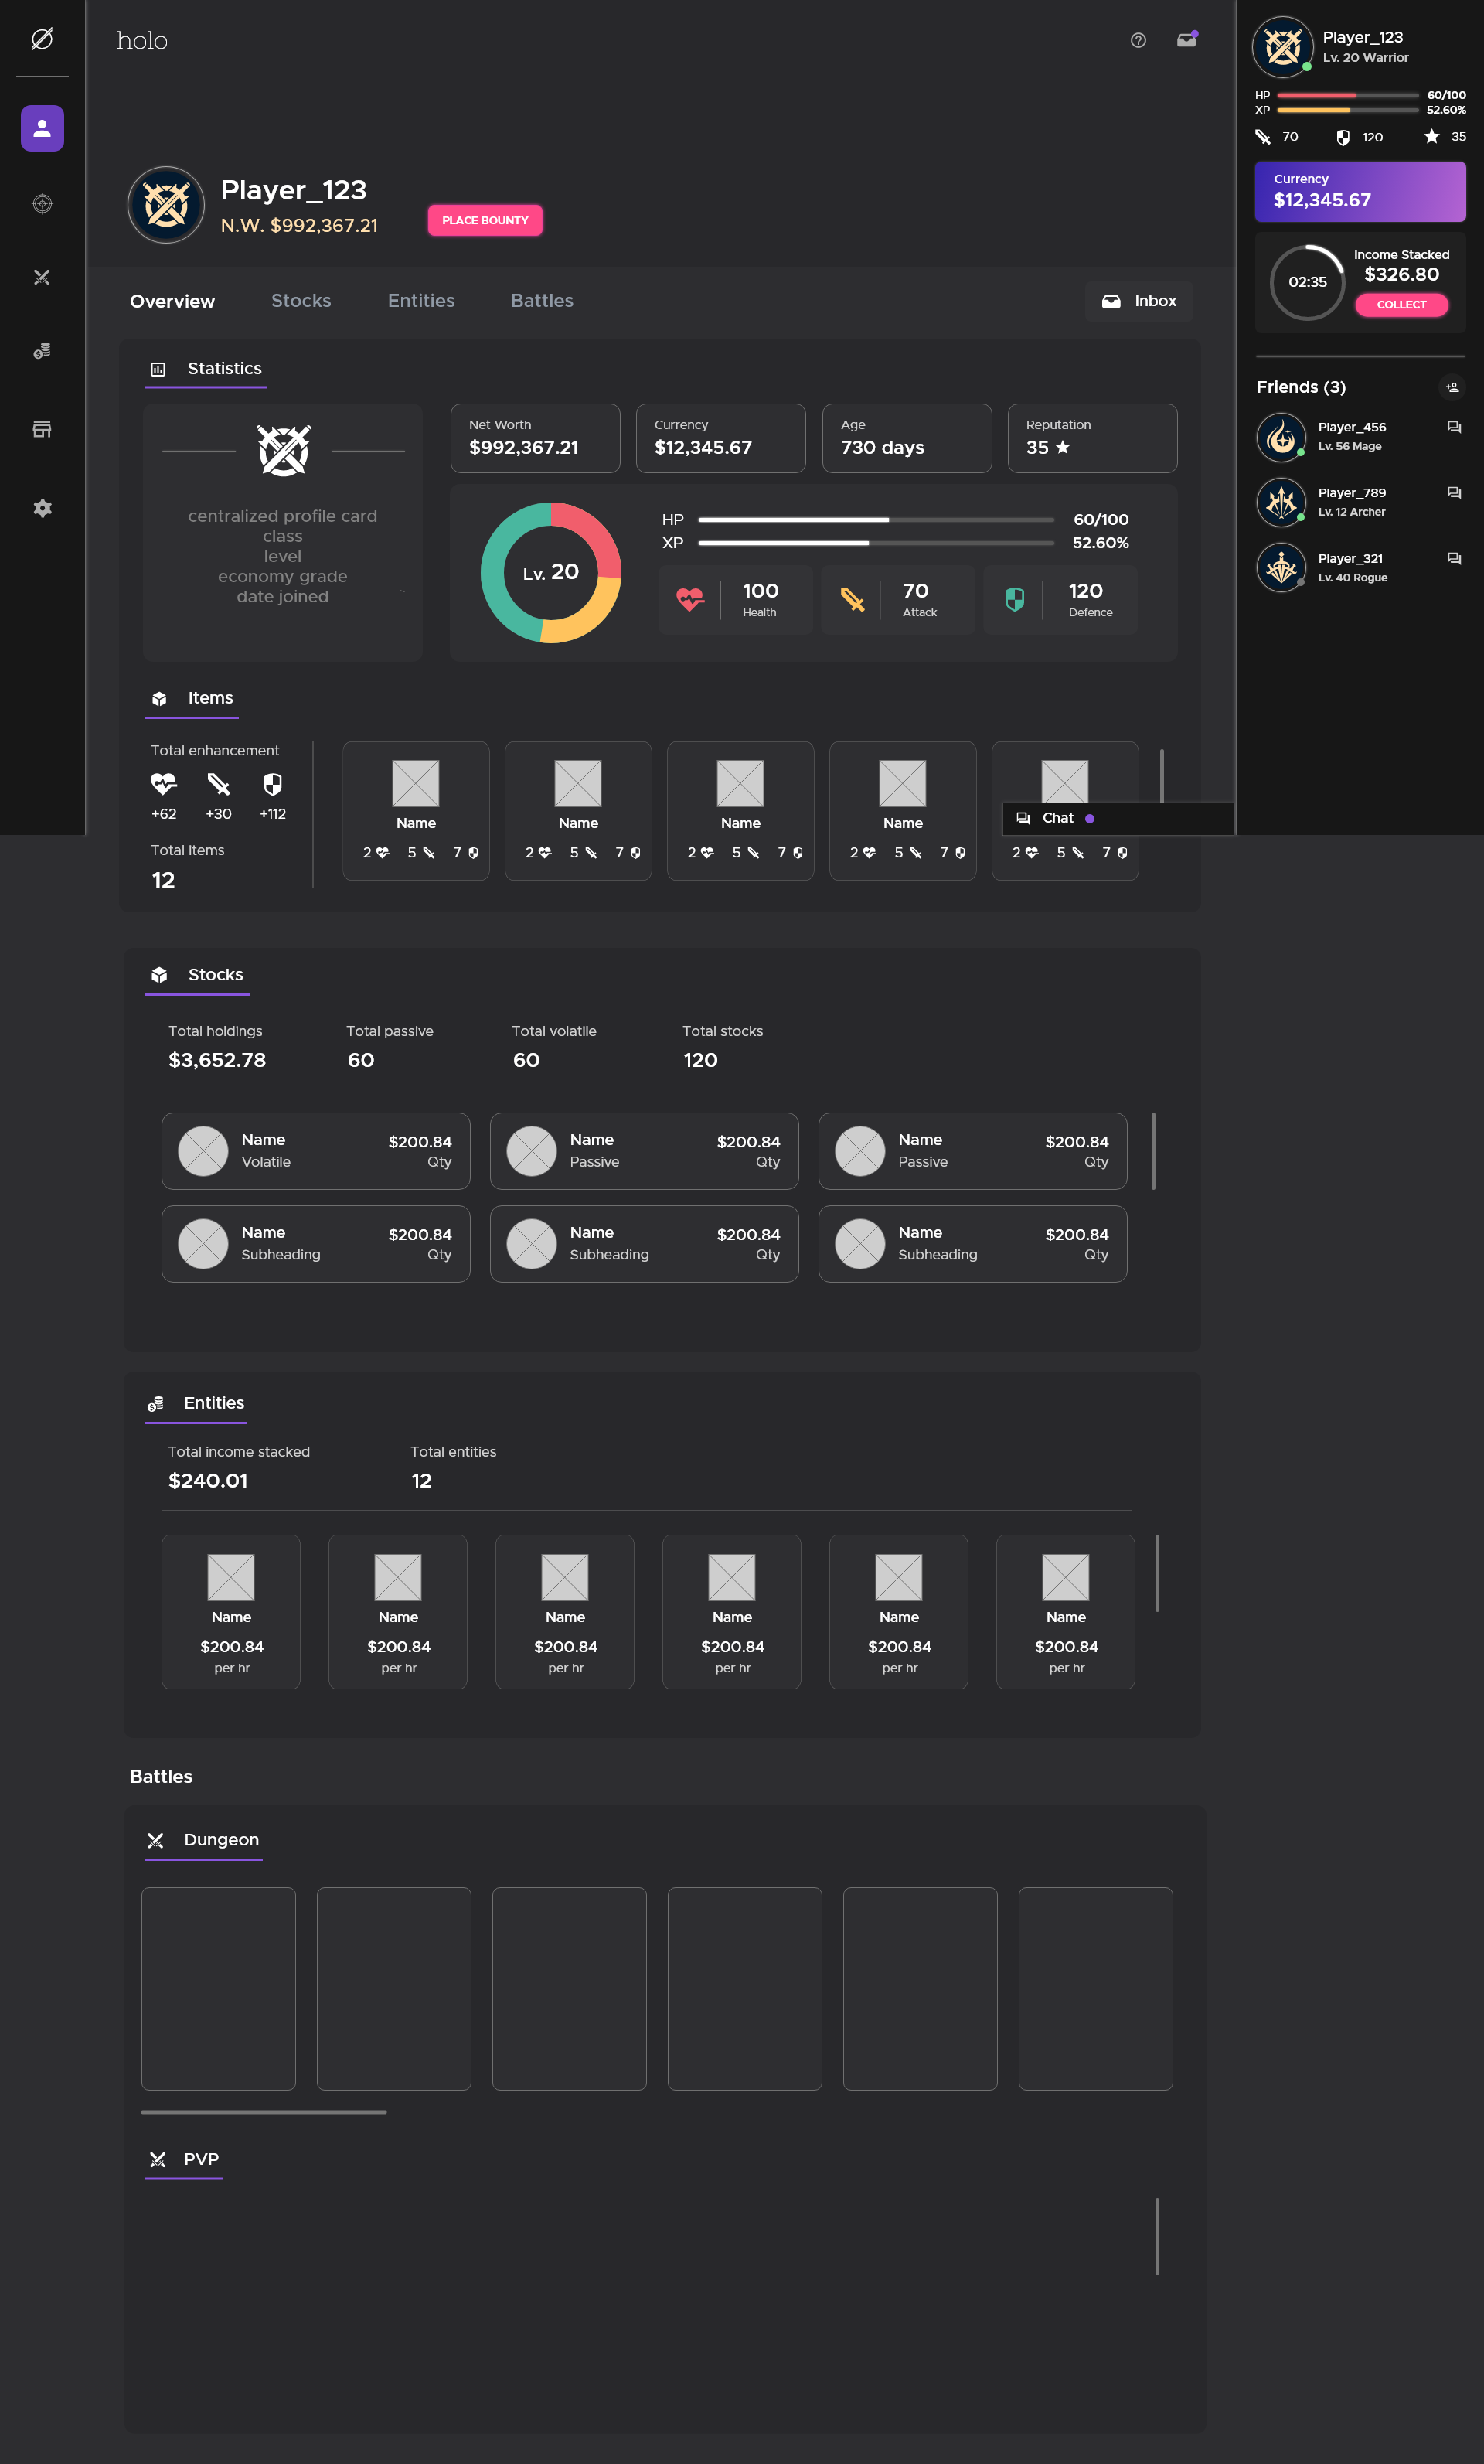 holo
Player_123
N.W. $992,367.21
PLACE BOUNTY
Overview
Stocks
Entities
Battles
Inbox
Statistics
centralized profile card
class
level
economy grade
date joined
Net Worth
$992,367.21
Currency
$12,345.67
Age
730 days
Reputation
35
Lv. 20
HP 60/100
XP 52.60%
100
Health
70
Attack
120
Defence
Items
Total enhancement
+62 +30 +112
Total items
12
Name
2 5 7
Name
2 5 7
Name
2 5 7
Name
2 5 7
2 5 7
Chat
Stocks
Total holdings
$3,652.78
Total passive
60
Total volatile
60
Total stocks
120
Name $200.84
Volatile Qty
Name $200.84
Passive Qty
Name $200.84
Passive Qty
Name $200.84
Subheading Qty
Name $200.84
Subheading Qty
Name $200.84
Subheading Qty
Entities
Total income stacked
$240.01
Total entities
12
Name
$200.84
per hr
Name
$200.84
per hr
Name
$200.84
per hr
Name
$200.84
per hr
Name
$200.84
per hr
Name
$200.84
per hr
Battles
Dungeon
PVP
Player_123
Lv. 20 Warrior
HP 60/100
XP 52.60%
70 120 35
Currency
$12,345.67
02:35
Income Stacked
$326.80
COLLECT
Friends (3)
Player_456
Lv. 56 Mage
Player_789
Lv. 12 Archer
Player_321
Lv. 40 Rogue